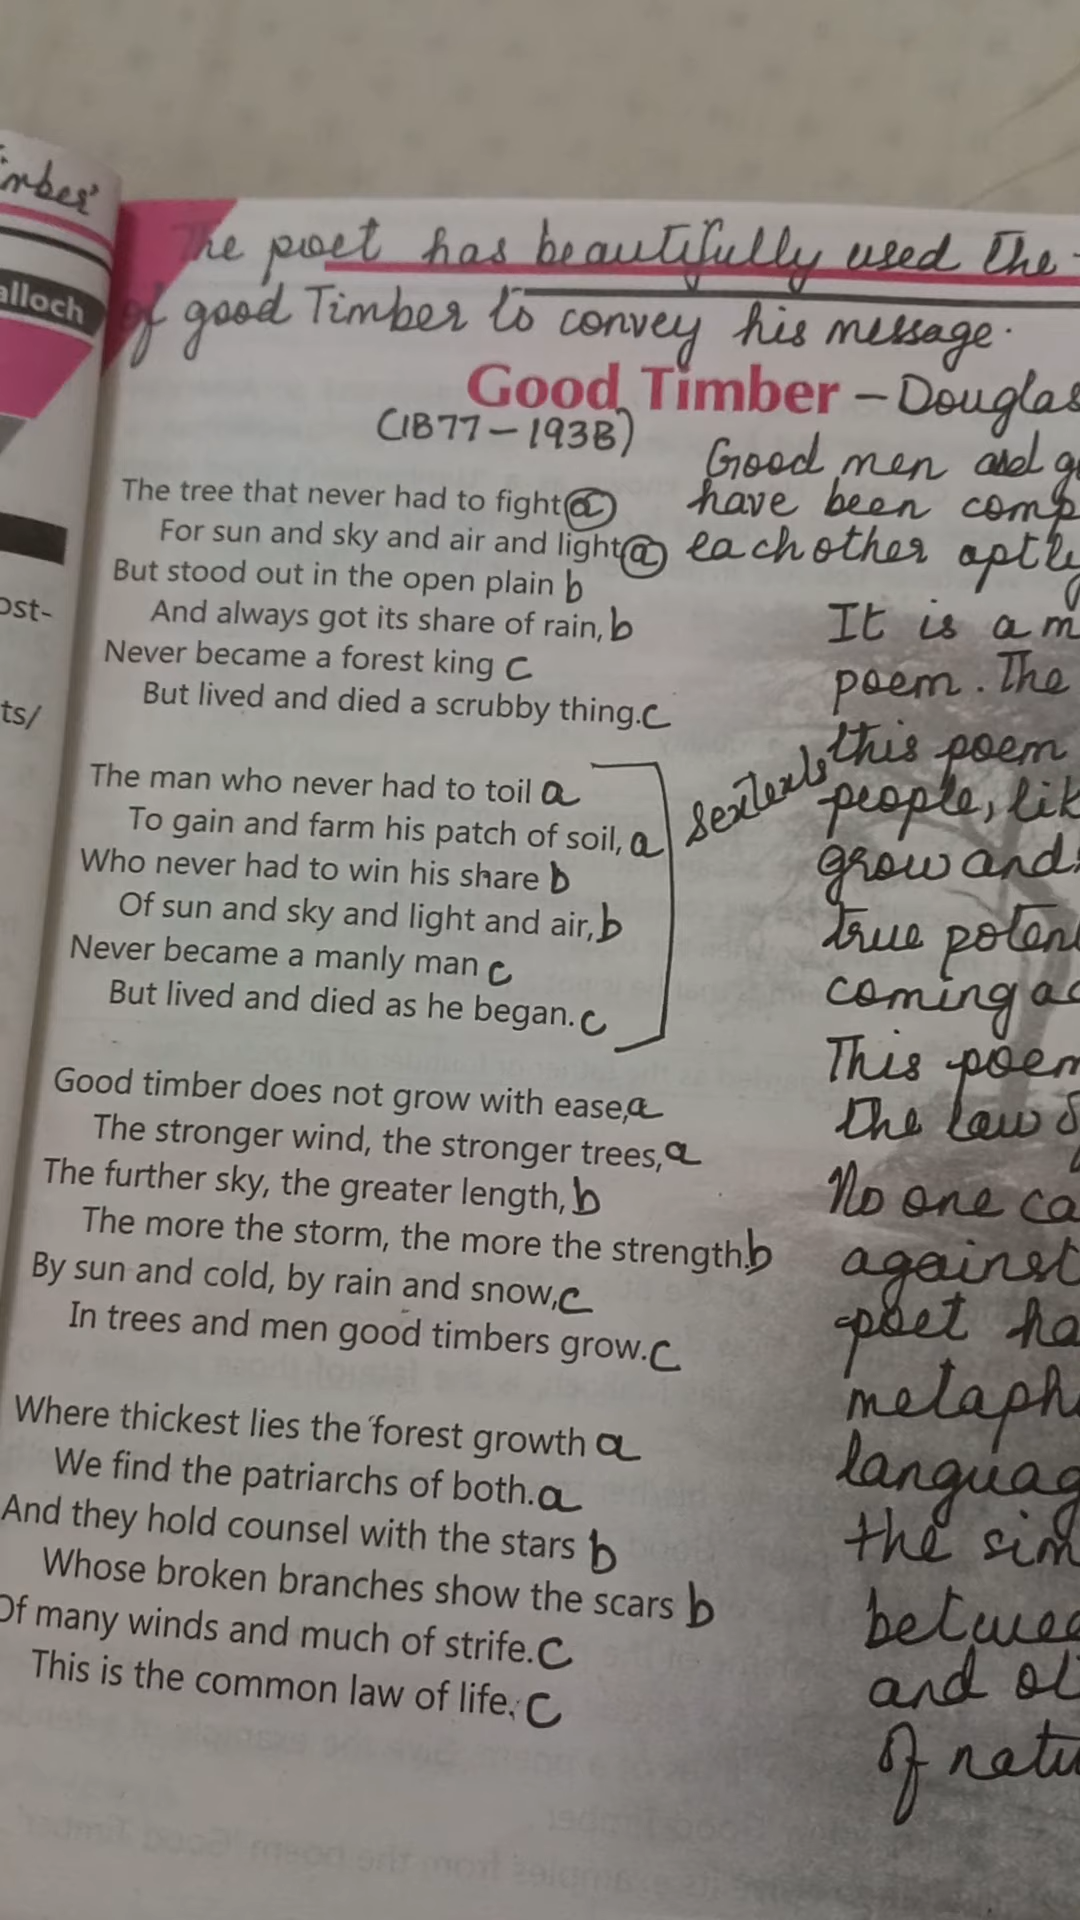 alloch
ost-
ts/
The poet has beautifully used the
of good Timber to convey his message.
Good Timber - Douglas
(1877-1938)
Good men and
have been comp
each other aptly
It is a m
poem. The
this poem
people, lik
grow and
true poten
coming ac
This poem
the law
No one ca
against
poet ha
metaph
languag
the sim
betwee
and ot
of natu
The tree that never had to fight a
For sun and sky and air and light a
But stood out in the open plain b
And always got its share of rain, b
Never became a forest king c
But lived and died a scrubby thing. c
The man who never had to toil a
To gain and farm his patch of soil, a
Who never had to win his share b
Of sun and sky and light and air, b
Never became a manly man c
But lived and died as he began. c
Good timber does not grow with ease, a
The stronger wind, the stronger trees, a
The further sky, the greater length, b
The more the storm, the more the strength. b
By sun and cold, by rain and snow, c
In trees and men good timbers grow. c
Where thickest lies the forest growth a
We find the patriarchs of both. a
And they hold counsel with the stars b
Whose broken branches show the scars b
Of many winds and much of strife. c
This is the common law of life. c